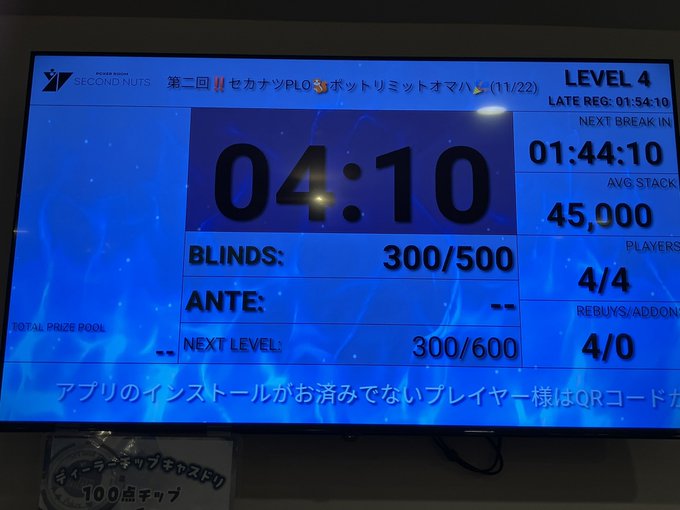 POKER ROOM
SECOND NUTS
第二回‼️セカナツPLO🐿️ポットリミットオマハ🎉(11/22)
LEVEL 4
LATE REG: 01:54:10
04:10
NEXT BREAK IN
01:44:10
AVG STACK
45,000
BLINDS: 300/500
PLAYERS
4/4
ANTE: --
REBUYS/ADDON
4/0
TOTAL PRIZE POOL
--
NEXT LEVEL: 300/600
アプリのインストールがお済みでないプレイヤー様はQRコード
ディーラーチップキャストリ
100点チップ